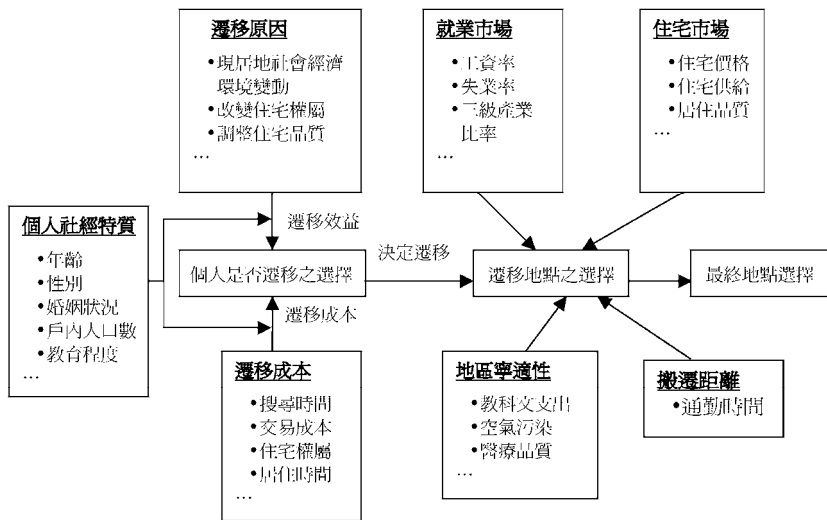 遷移原因
•現居地社會經濟
環境變動
•改變住宅權屬
•調整住宅品質
…
就業市場
•工資率
•失業率
•三級產業
比率
…
住宅市場
•住宅價格
•住宅供給
•居住品質
…
個人社經特質
•年齡
•性別
•婚姻狀況
•戶內人口數
•教育程度
…
遷移效益
個人是否遷移之選擇
決定遷移
遷移地點之選擇
最終地點選擇
遷移成本
遷移成本
•搜尋時間
•交易成本
•住宅權屬
•居住時間
…
地區寧適性
•教科文支出
•空氣污染
•醫療品質
…
搬遷距離
•通勤時間